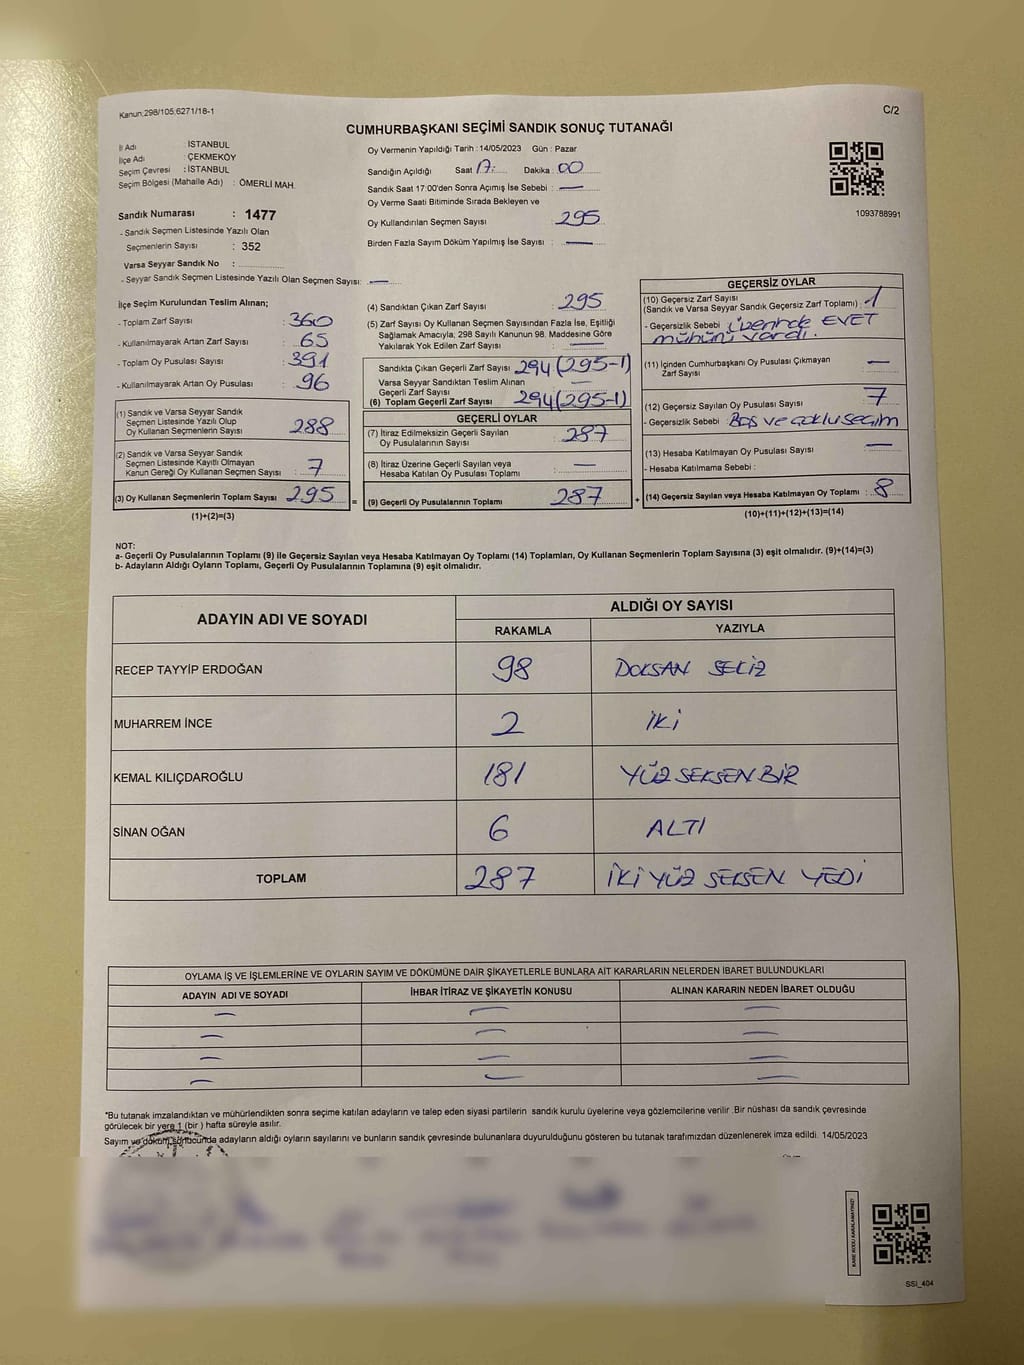 Kanun:298/105;6271/18-1
C/2
CUMHURBAŞKANI SEÇİMİ SANDIK SONUÇ TUTANAĞI
İl Adı : İSTANBUL
İlçe Adı : ÇEKMEKÖY
Seçim Çevresi : İSTANBUL
Seçim Bölgesi (Mahalle Adı) : ÖMERLİ MAH.
Sandık Numarası : 1477
- Sandık Seçmen Listesinde Yazılı Olan
Seçmenlerin Sayısı : 352
Varsa Seyyar Sandık No :
- Seyyar Sandık Seçmen Listesinde Yazılı Olan Seçmen Sayısı: —
Oy Vermenin Yapıldığı Tarih : 14/05/2023 Gün : Pazar
Sandığın Açıldığı Saat 17: Dakika : 00
Sandık Saat 17:00'den Sonra Açımış İse Sebebi : —
Oy Verme Saati Bitiminde Sırada Bekleyen ve
Oy Kullandırılan Seçmen Sayısı : 295
Birden Fazla Sayım Döküm Yapılmış İse Sayısı : —
1093788991
İlçe Seçim Kurulundan Teslim Alınan;
- Toplam Zarf Sayısı : 360
- Kullanılmayarak Artan Zarf Sayısı : 65
- Toplam Oy Pusulası Sayısı : 391
- Kullanılmayarak Artan Oy Pusulası : 96
(1) Sandık ve Varsa Seyyar Sandık
Seçmen Listesinde Yazılı Olup
Oy Kullanan Seçmenlerin Sayısı : 288
(2) Sandık ve Varsa Seyyar Sandık
Seçmen Listesinde Kayıtlı Olmayan
Kanun Gereği Oy Kullanan Seçmen Sayısı : 7
(3) Oy Kullanan Seçmenlerin Toplam Sayısı : 295 =
(1)+(2)=(3)
(4) Sandıktan Çıkan Zarf Sayısı : 295
(5) Zarf Sayısı Oy Kullanan Seçmen Sayısından Fazla İse, Eşitliği
Sağlamak Amacıyla, 298 Sayılı Kanunun 98. Maddesine Göre
Yakılarak Yok Edilen Zarf Sayısı : —
Sandıkta Çıkan Geçerli Zarf Sayısı : 294 (295-1)
Varsa Seyyar Sandıktan Teslim Alınan
Geçerli Zarf Sayısı : —
(6) Toplam Geçerli Zarf Sayısı : 294 (295-1)
GEÇERLİ OYLAR
(7) İtiraz Edilmeksizin Geçerli Sayılan
Oy Pusulalarının Sayısı : 287
(8) İtiraz Üzerine Geçerli Sayılan veya
Hesaba Katılan Oy Pusulası Toplamı : —
(9) Geçerli Oy Pusulalarının Toplamı : 287 +
GEÇERSİZ OYLAR
(10) Geçersiz Zarf Sayısı
(Sandık ve Varsa Seyyar Sandık Geçersiz Zarf Toplamı) : 1
- Geçersizlik Sebebi : üzerinde EVET
mühürü vardı.
(11) İçinden Cumhurbaşkanı Oy Pusulası Çıkmayan
Zarf Sayısı : —
(12) Geçersiz Sayılan Oy Pusulası Sayısı : 7
- Geçersizlik Sebebi : BOŞ ve çoklu seçim
(13) Hesaba Katılmayan Oy Pusulası Sayısı : —
- Hesaba Katılmama Sebebi :
(14) Geçersiz Sayılan veya Hesaba Katılmayan Oy Toplamı : 8
(10)+(11)+(12)+(13)=(14)
NOT:
a- Geçerli Oy Pusulalarının Toplamı (9) ile Geçersiz Sayılan veya Hesaba Katılmayan Oy Toplamı (14) Toplamları, Oy Kullanan Seçmenlerin Toplam Sayısına (3) eşit olmalıdır. (9)+(14)=(3)
b- Adayların Aldığı Oyların Toplamı, Geçerli Oy Pusulalarının Toplamına (9) eşit olmalıdır.
ADAYIN ADI VE SOYADI ALDIĞI OY SAYISI
RAKAMLA YAZIYLA
RECEP TAYYİP ERDOĞAN 98 DOKSAN SEKİZ
MUHARREM İNCE 2 İKİ
KEMAL KILIÇDAROĞLU 181 YÜZ SEKSEN BİR
SİNAN OĞAN 6 ALTI
TOPLAM 287 İKİ YÜZ SEKSEN YEDİ
OYLAMA İŞ VE İŞLEMLERİNE VE OYLARIN SAYIM VE DÖKÜMÜNE DAİR ŞİKAYETLERLE BUNLARA AİT KARARLARIN NELERDEN İBARET BULUNDUKLARI
ADAYIN ADI VE SOYADI İHBAR İTİRAZ VE ŞİKAYETİN KONUSU ALINAN KARARIN NEDEN İBARET OLDUĞU
— — —
— — —
— — —
— — —
*Bu tutanak imzalandıktan ve mühürlendikten sonra seçime katılan adayların ve talep eden siyasi partilerin sandık kurulu üyelerine veya gözlemcilerine verilir .Bir nüshası da sandık çevresinde
görülecek bir yere 1 (bir ) hafta süreyle asılır.
Sayım ve döküm sonucunda adayların aldığı oyların sayılarını ve bunların sandık çevresinde bulunanlara duyurulduğunu gösteren bu tutanak tarafımızdan düzenlenerek imza edildi. 14/05/2023
KARE KODU KARALAMAYINIZ!
SSİ_404